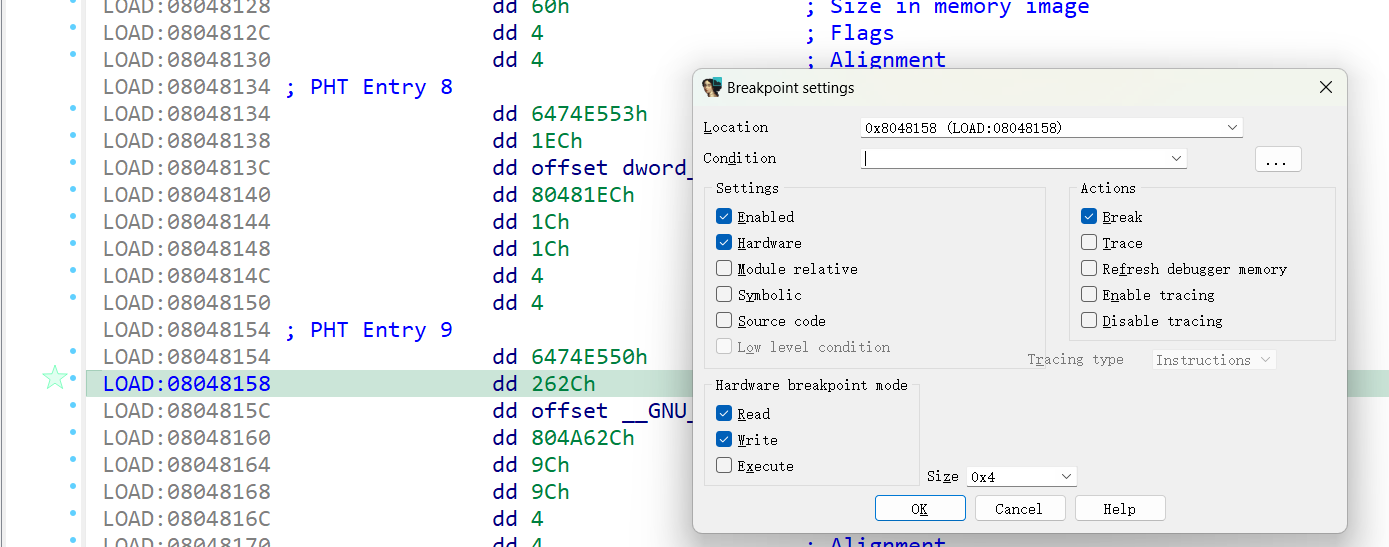 LOAD:08048128 dd 60h ; Size in memory image
LOAD:0804812C dd 4 ; Flags
LOAD:08048130 dd 4 ; Alignment
LOAD:08048134 ; PHT Entry 8
LOAD:08048134 dd 6474E553h
LOAD:08048138 dd 1ECh
LOAD:0804813C dd offset dword_
LOAD:08048140 dd 80481ECh
LOAD:08048144 dd 1Ch
LOAD:08048148 dd 1Ch
LOAD:0804814C dd 4
LOAD:08048150 dd 4
LOAD:08048154 ; PHT Entry 9
LOAD:08048154 dd 6474E550h
LOAD:08048158 dd 262Ch
LOAD:0804815C dd offset __GNU_
LOAD:08048160 dd 804A62Ch
LOAD:08048164 dd 9Ch
LOAD:08048168 dd 9Ch
LOAD:0804816C dd 4
LOAD:08048170 dd 4 ; Alignment
Breakpoint settings
Location 0x8048158 (LOAD:08048158)
Condition ...
Settings
Enabled
Hardware
Module relative
Symbolic
Source code
Low level condition
Actions
Break
Trace
Refresh debugger memory
Enable tracing
Disable tracing
Tracing type Instructions
Hardware breakpoint mode
Read
Write
Execute
Size 0x4
OK Cancel Help